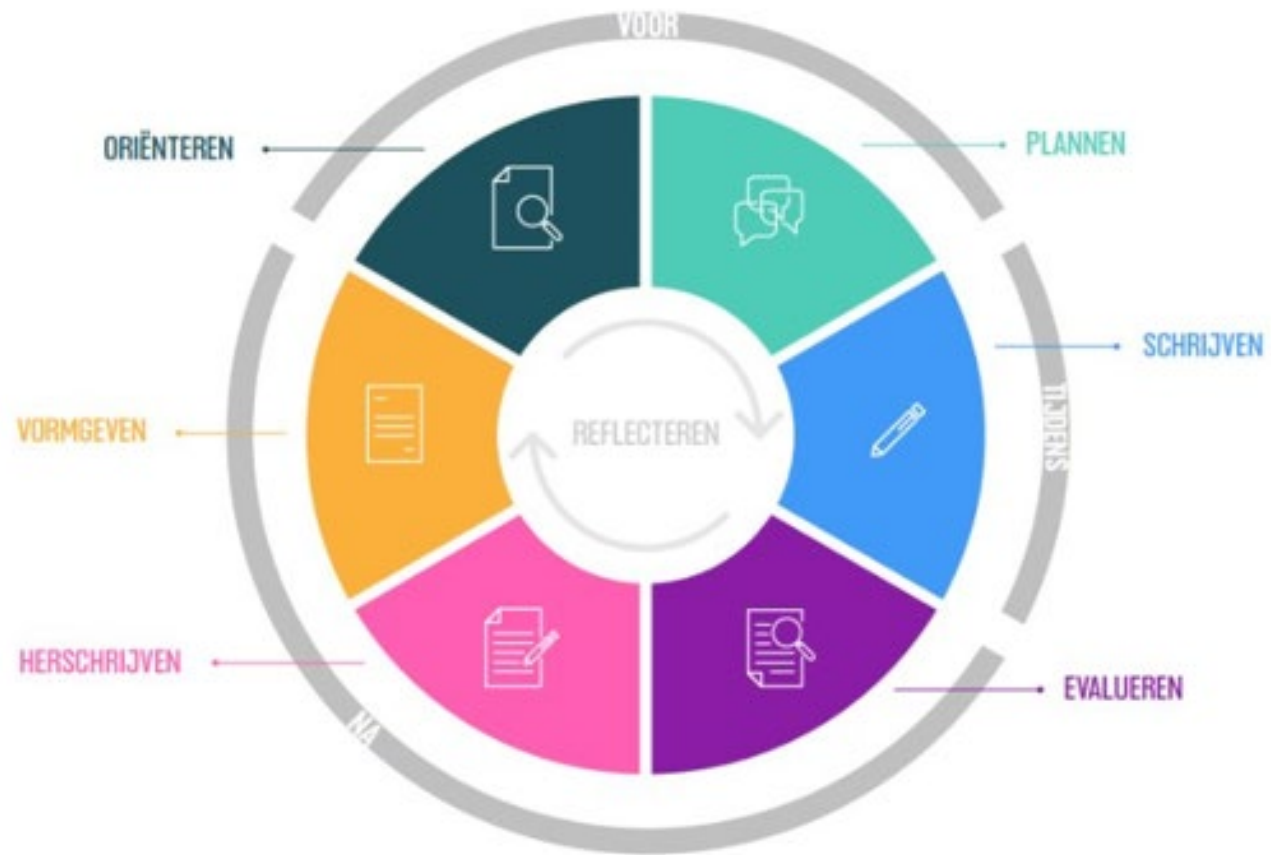 VOOR
ORIËNTEREN
PLANNEN
SCHRIJVEN
TIJDENS
REFLECTEREN
VORMGEVEN
HERSCHRIJVEN
EVALUEREN
NA